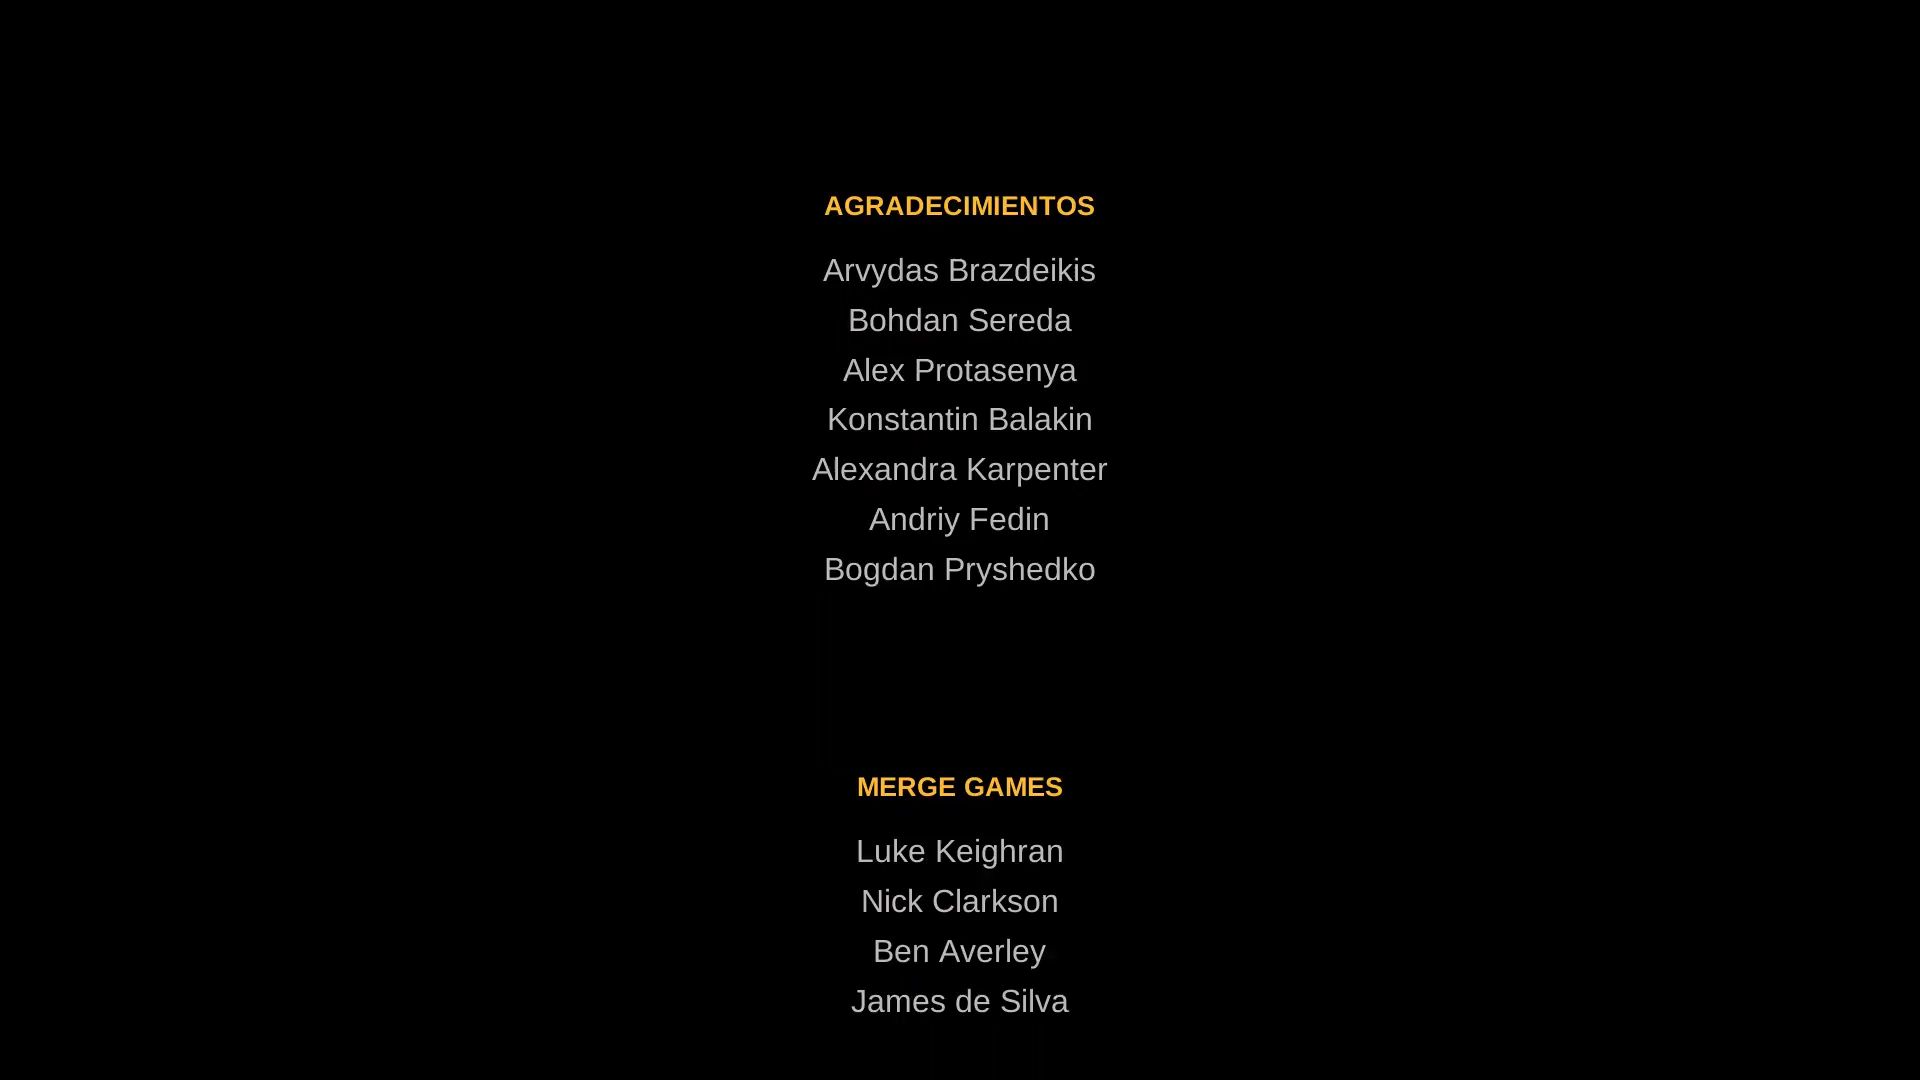 AGRADECIMIENTOS
Arvydas Brazdeikis
Bohdan Sereda
Alex Protasenya
Konstantin Balakin
Alexandra Karpenter
Andriy Fedin
Bogdan Pryshedko
MERGE GAMES
Luke Keighran
Nick Clarkson
Ben Averley
James de Silva